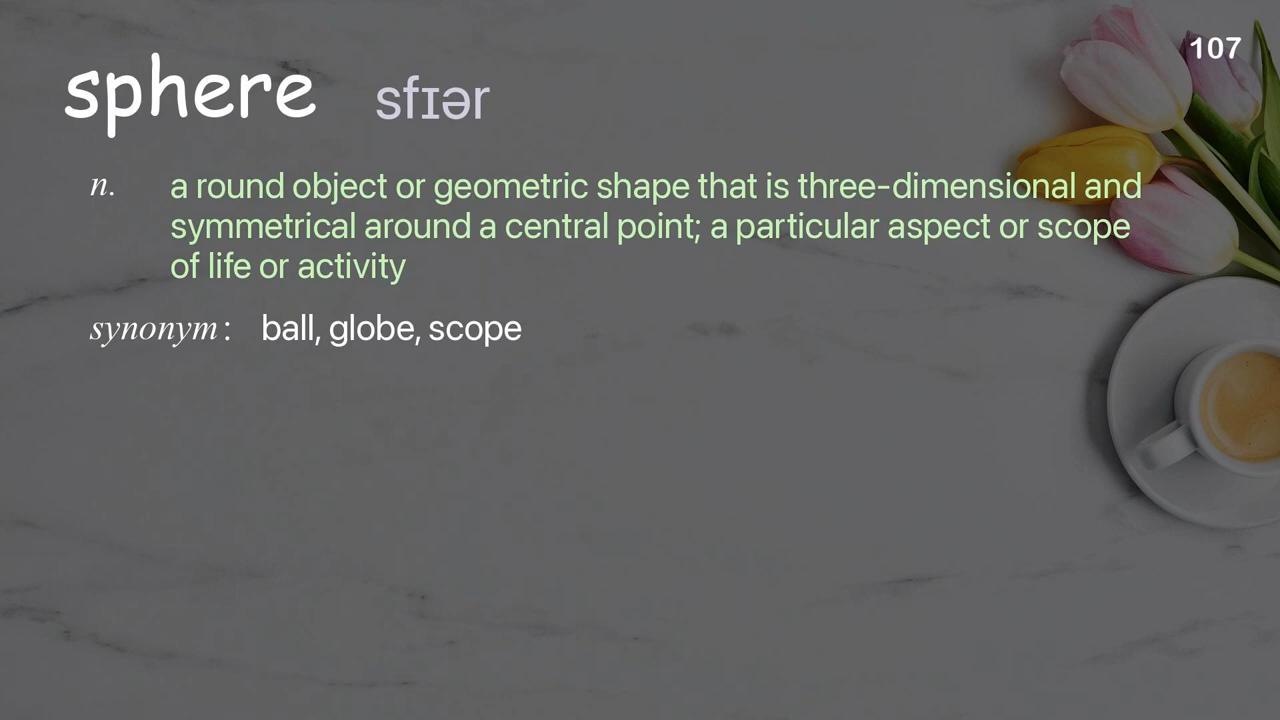 107
sphere sfɪər
n. a round object or geometric shape that is three-dimensional and
symmetrical around a central point; a particular aspect or scope
of life or activity
synonym: ball, globe, scope